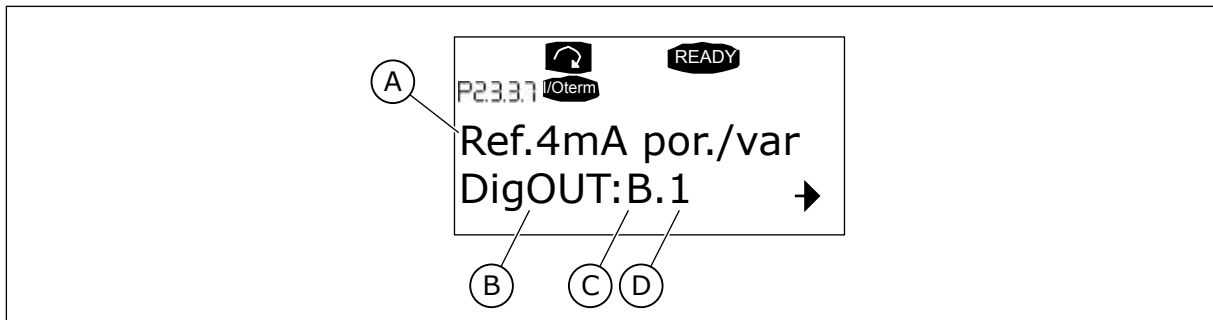 READY
P2.3.3.7 I/Oterm
A
Ref.4mA por./var
DigOUT:B.1
B C D